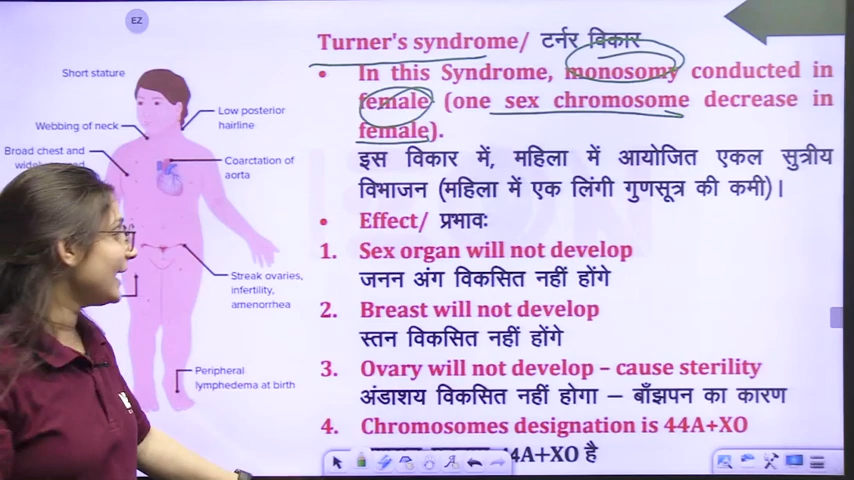 EZ
Turner's syndrome/ टर्नर विकार
• In this Syndrome, monosomy conducted in
female (one sex chromosome decrease in
female).
इस विकार में, महिला में आयोजित एकल सुत्रीय
विभाजन (महिला में एक लिंगी गुणसूत्र की कमी)।
• Effect/ प्रभावः
1. Sex organ will not develop
जनन अंग विकसित नहीं होंगे
2. Breast will not develop
स्तन विकसित नहीं होंगे
3. Ovary will not develop – cause sterility
अंडाशय विकसित नहीं होगा – बाँझपन का कारण
4. Chromosomes designation is 44A+XO
44A+XO है
Short stature
Low posterior
hairline
Webbing of neck
Broad chest and
Coarctation of
aorta
Streak ovaries,
infertility,
amenorrhea
Peripheral
lymphedema at birth